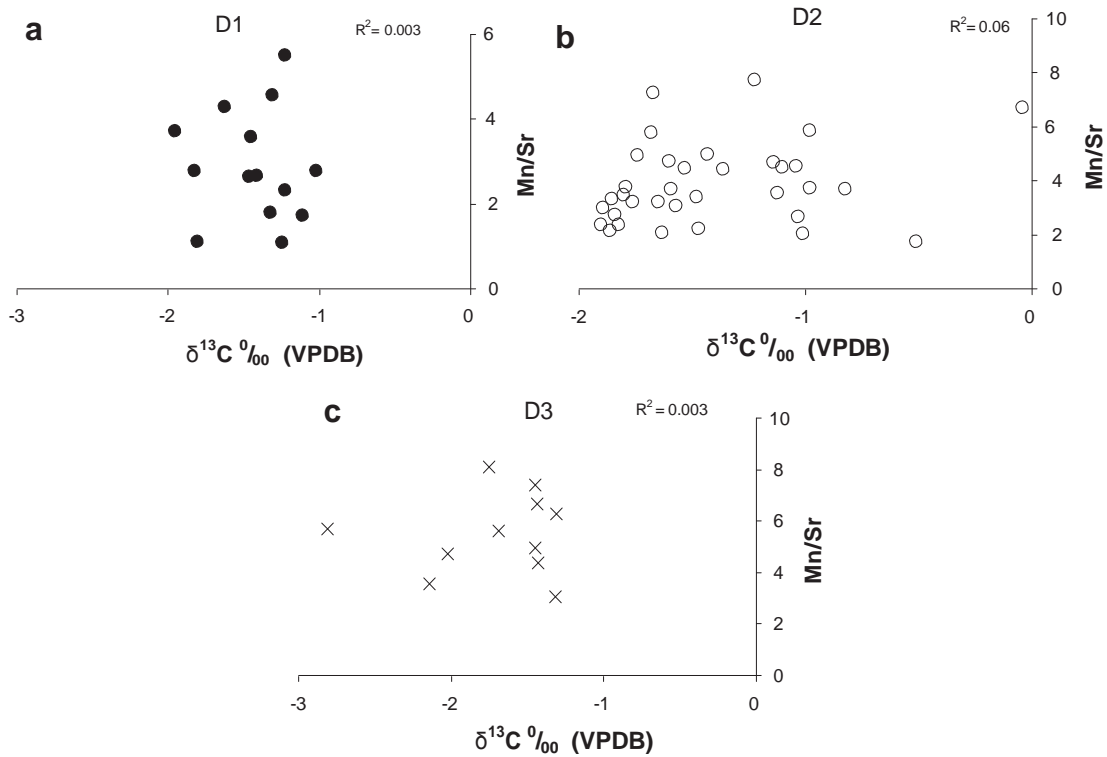 a
D1
R² = 0.003
6
4
2
0
Mn/Sr
-3
-2
-1
0
δ¹³C ⁰/₀₀ (VPDB)
b
D2
R² = 0.06
10
8
6
4
2
0
Mn/Sr
-2
-1
0
δ¹³C ⁰/₀₀ (VPDB)
c
D3
R² = 0.003
10
8
6
4
2
0
Mn/Sr
-3
-2
-1
0
δ¹³C ⁰/₀₀ (VPDB)